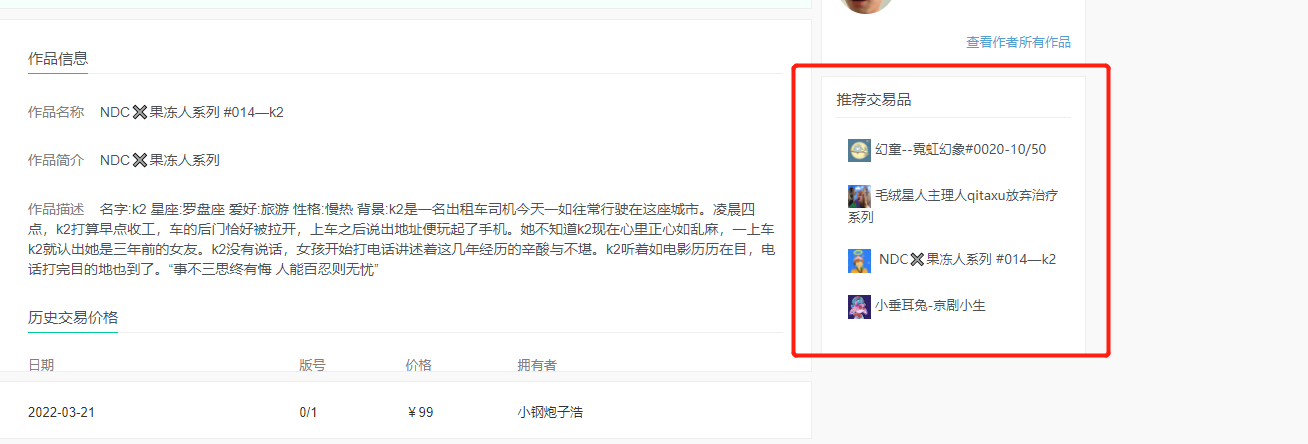 查看作者所有作品
作品信息
作品名称 NDC✖果冻人系列 #014—k2
作品简介 NDC✖果冻人系列
作品描述 名字:k2 星座:罗盘座 爱好:旅游 性格:慢热 背景:k2是一名出租车司机今天一如往常行驶在这座城市。凌晨四
点，k2打算早点收工，车的后门恰好被拉开，上车之后说出地址便玩起了手机。她不知道k2现在心里正心如乱麻，一上车
k2就认出她是三年前的女友。k2没有说话，女孩开始打电话讲述着这几年经历的辛酸与不堪。k2听着如电影历历在目，电
话打完目的地也到了。“事不三思终有悔 人能百忍则无忧”
历史交易价格
日期 版号 价格 拥有者
2022-03-21 0/1 ￥99 小钢炮子浩
推荐交易品
幻童--霓虹幻象#0020-10/50
毛绒星人主理人qitaxu放弃治疗
系列
NDC✖果冻人系列 #014—k2
小垂耳兔-京剧小生